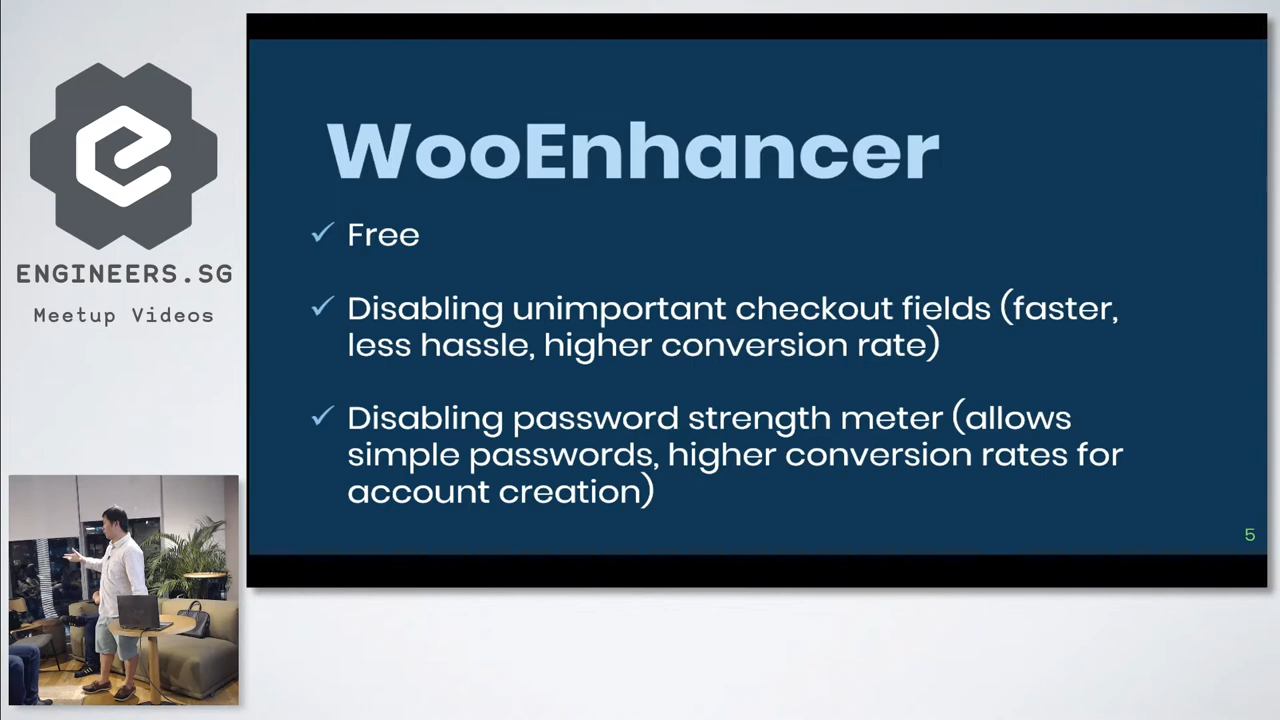 ENGINEERS.SG
Meetup Videos
WooEnhancer
✓ Free
✓ Disabling unimportant checkout fields (faster,
less hassle, higher conversion rate)
✓ Disabling password strength meter (allows
simple passwords, higher conversion rates for
account creation)
5